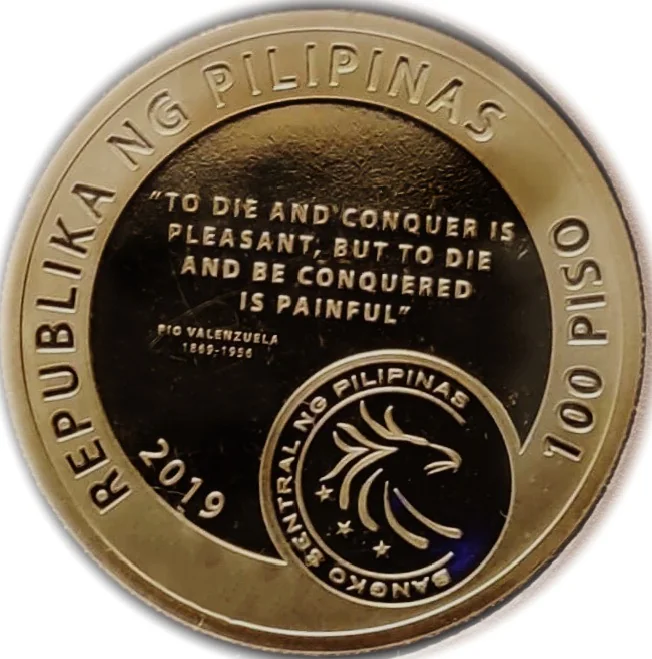 REPUBLIKA NG PILIPINAS
"TO DIE AND CONQUER IS
PLEASANT, BUT TO DIE
AND BE CONQUERED
IS PAINFUL"
PIO VALENZUELA
1869-1956
2019
100 PISO
BANGKO SENTRAL NG PILIPINAS